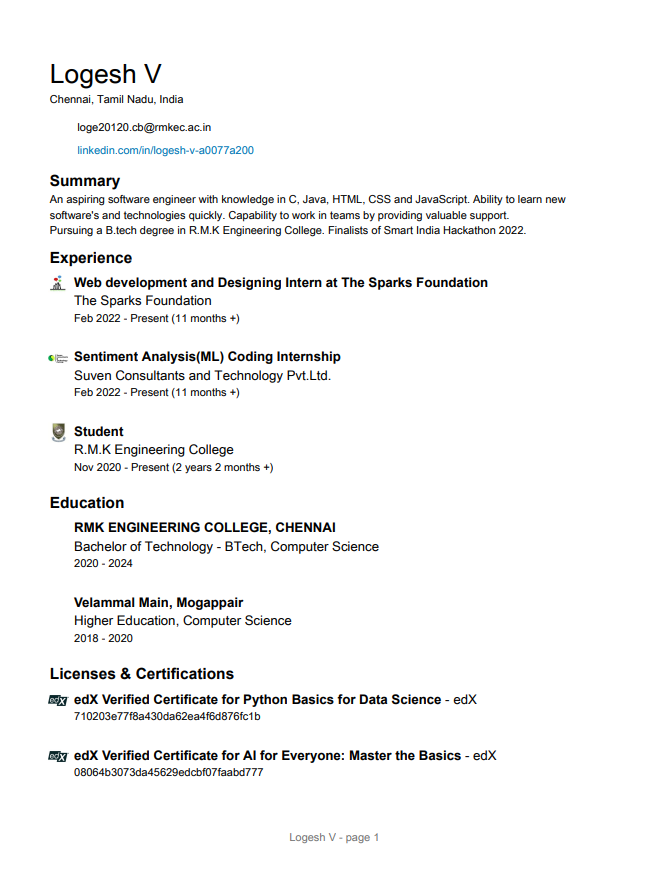 Logesh V
Chennai, Tamil Nadu, India
loge20120.cb@rmkec.ac.in
linkedin.com/in/logesh-v-a0077a200
Summary
An aspiring software engineer with knowledge in C, Java, HTML, CSS and JavaScript. Ability to learn new
software's and technologies quickly. Capability to work in teams by providing valuable support.
Pursuing a B.tech degree in R.M.K Engineering College. Finalists of Smart India Hackathon 2022.
Experience
Web development and Designing Intern at The Sparks Foundation
The Sparks Foundation
Feb 2022 - Present (11 months +)
Sentiment Analysis(ML) Coding Internship
Suven Consultants and Technology Pvt.Ltd.
Feb 2022 - Present (11 months +)
Student
R.M.K Engineering College
Nov 2020 - Present (2 years 2 months +)
Education
RMK ENGINEERING COLLEGE, CHENNAI
Bachelor of Technology - BTech, Computer Science
2020 - 2024
Velammal Main, Mogappair
Higher Education, Computer Science
2018 - 2020
Licenses & Certifications
edX edX Verified Certificate for Python Basics for Data Science - edX
710203e77f8a430da62ea4f6d876fc1b
edX edX Verified Certificate for AI for Everyone: Master the Basics - edX
08064b3073da45629edcbf07faabd777
Logesh V - page 1